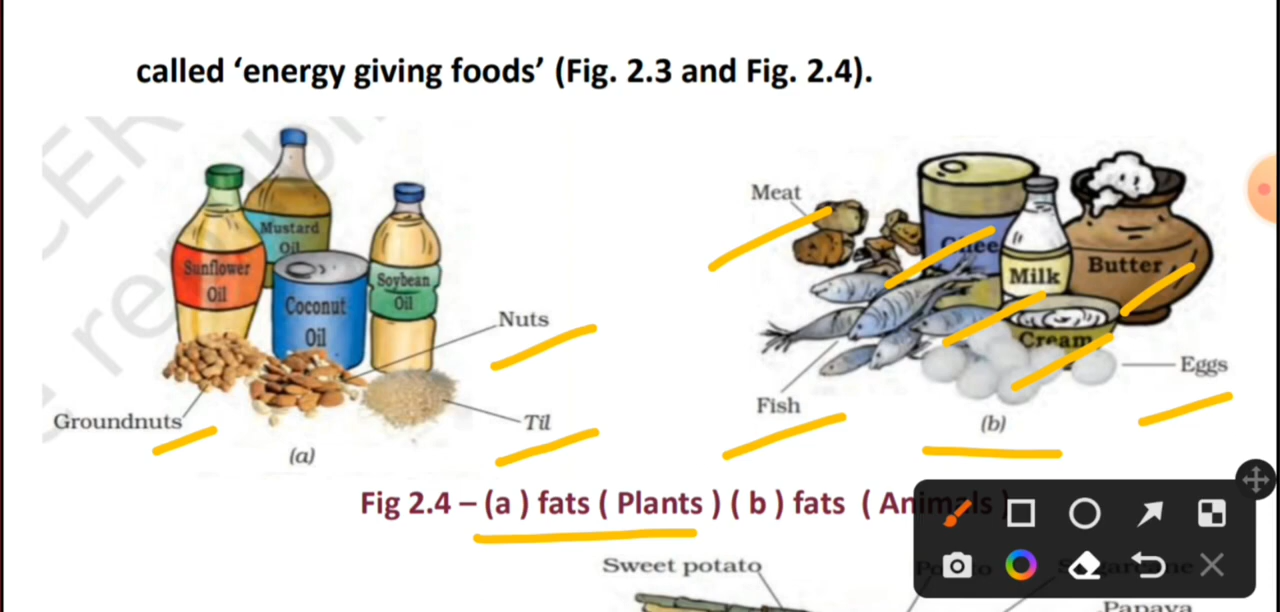 called ‘energy giving foods’ (Fig. 2.3 and Fig. 2.4).
Mustard
Oil
Sunflower
Oil
Coconut
Oil
Soybean
Oil
Nuts
Groundnuts
Til
(a)
Meat
Ghee
Milk
Butter
Cream
Eggs
Fish
(b)
Fig 2.4 – (a ) fats ( Plants ) ( b ) fats ( Animals )
Sweet potato
Papaya